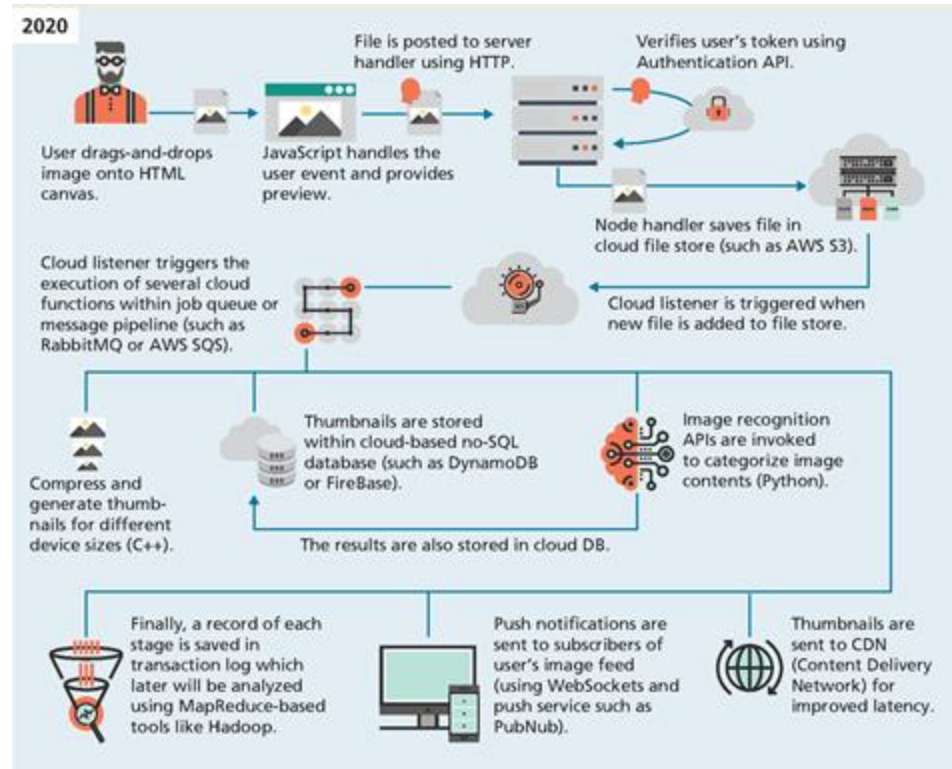 2020
File is posted to server
handler using HTTP.
Verifies user's token using
Authentication API.
User drags-and-drops
image onto HTML
canvas.
JavaScript handles the
user event and provides
preview.
Node handler saves file in
cloud file store (such as AWS S3).
Cloud listener triggers the
execution of several cloud
functions within job queue or
message pipeline (such as
RabbitMQ or AWS SQS).
Cloud listener is triggered when
new file is added to file store.
Compress and
generate thumb-
nails for different
device sizes (C++).
Thumbnails are stored
within cloud-based no-SQL
database (such as DynamoDB
or FireBase).
Image recognition
APIs are invoked
to categorize image
contents (Python).
The results are also stored in cloud DB.
Finally, a record of each
stage is saved in
transaction log which
later will be analyzed
using MapReduce-based
tools like Hadoop.
Push notifications are
sent to subscribers of
user's image feed
(using WebSockets and
push service such as
PubNub).
Thumbnails are
sent to CDN
(Content Delivery
Network) for
improved latency.